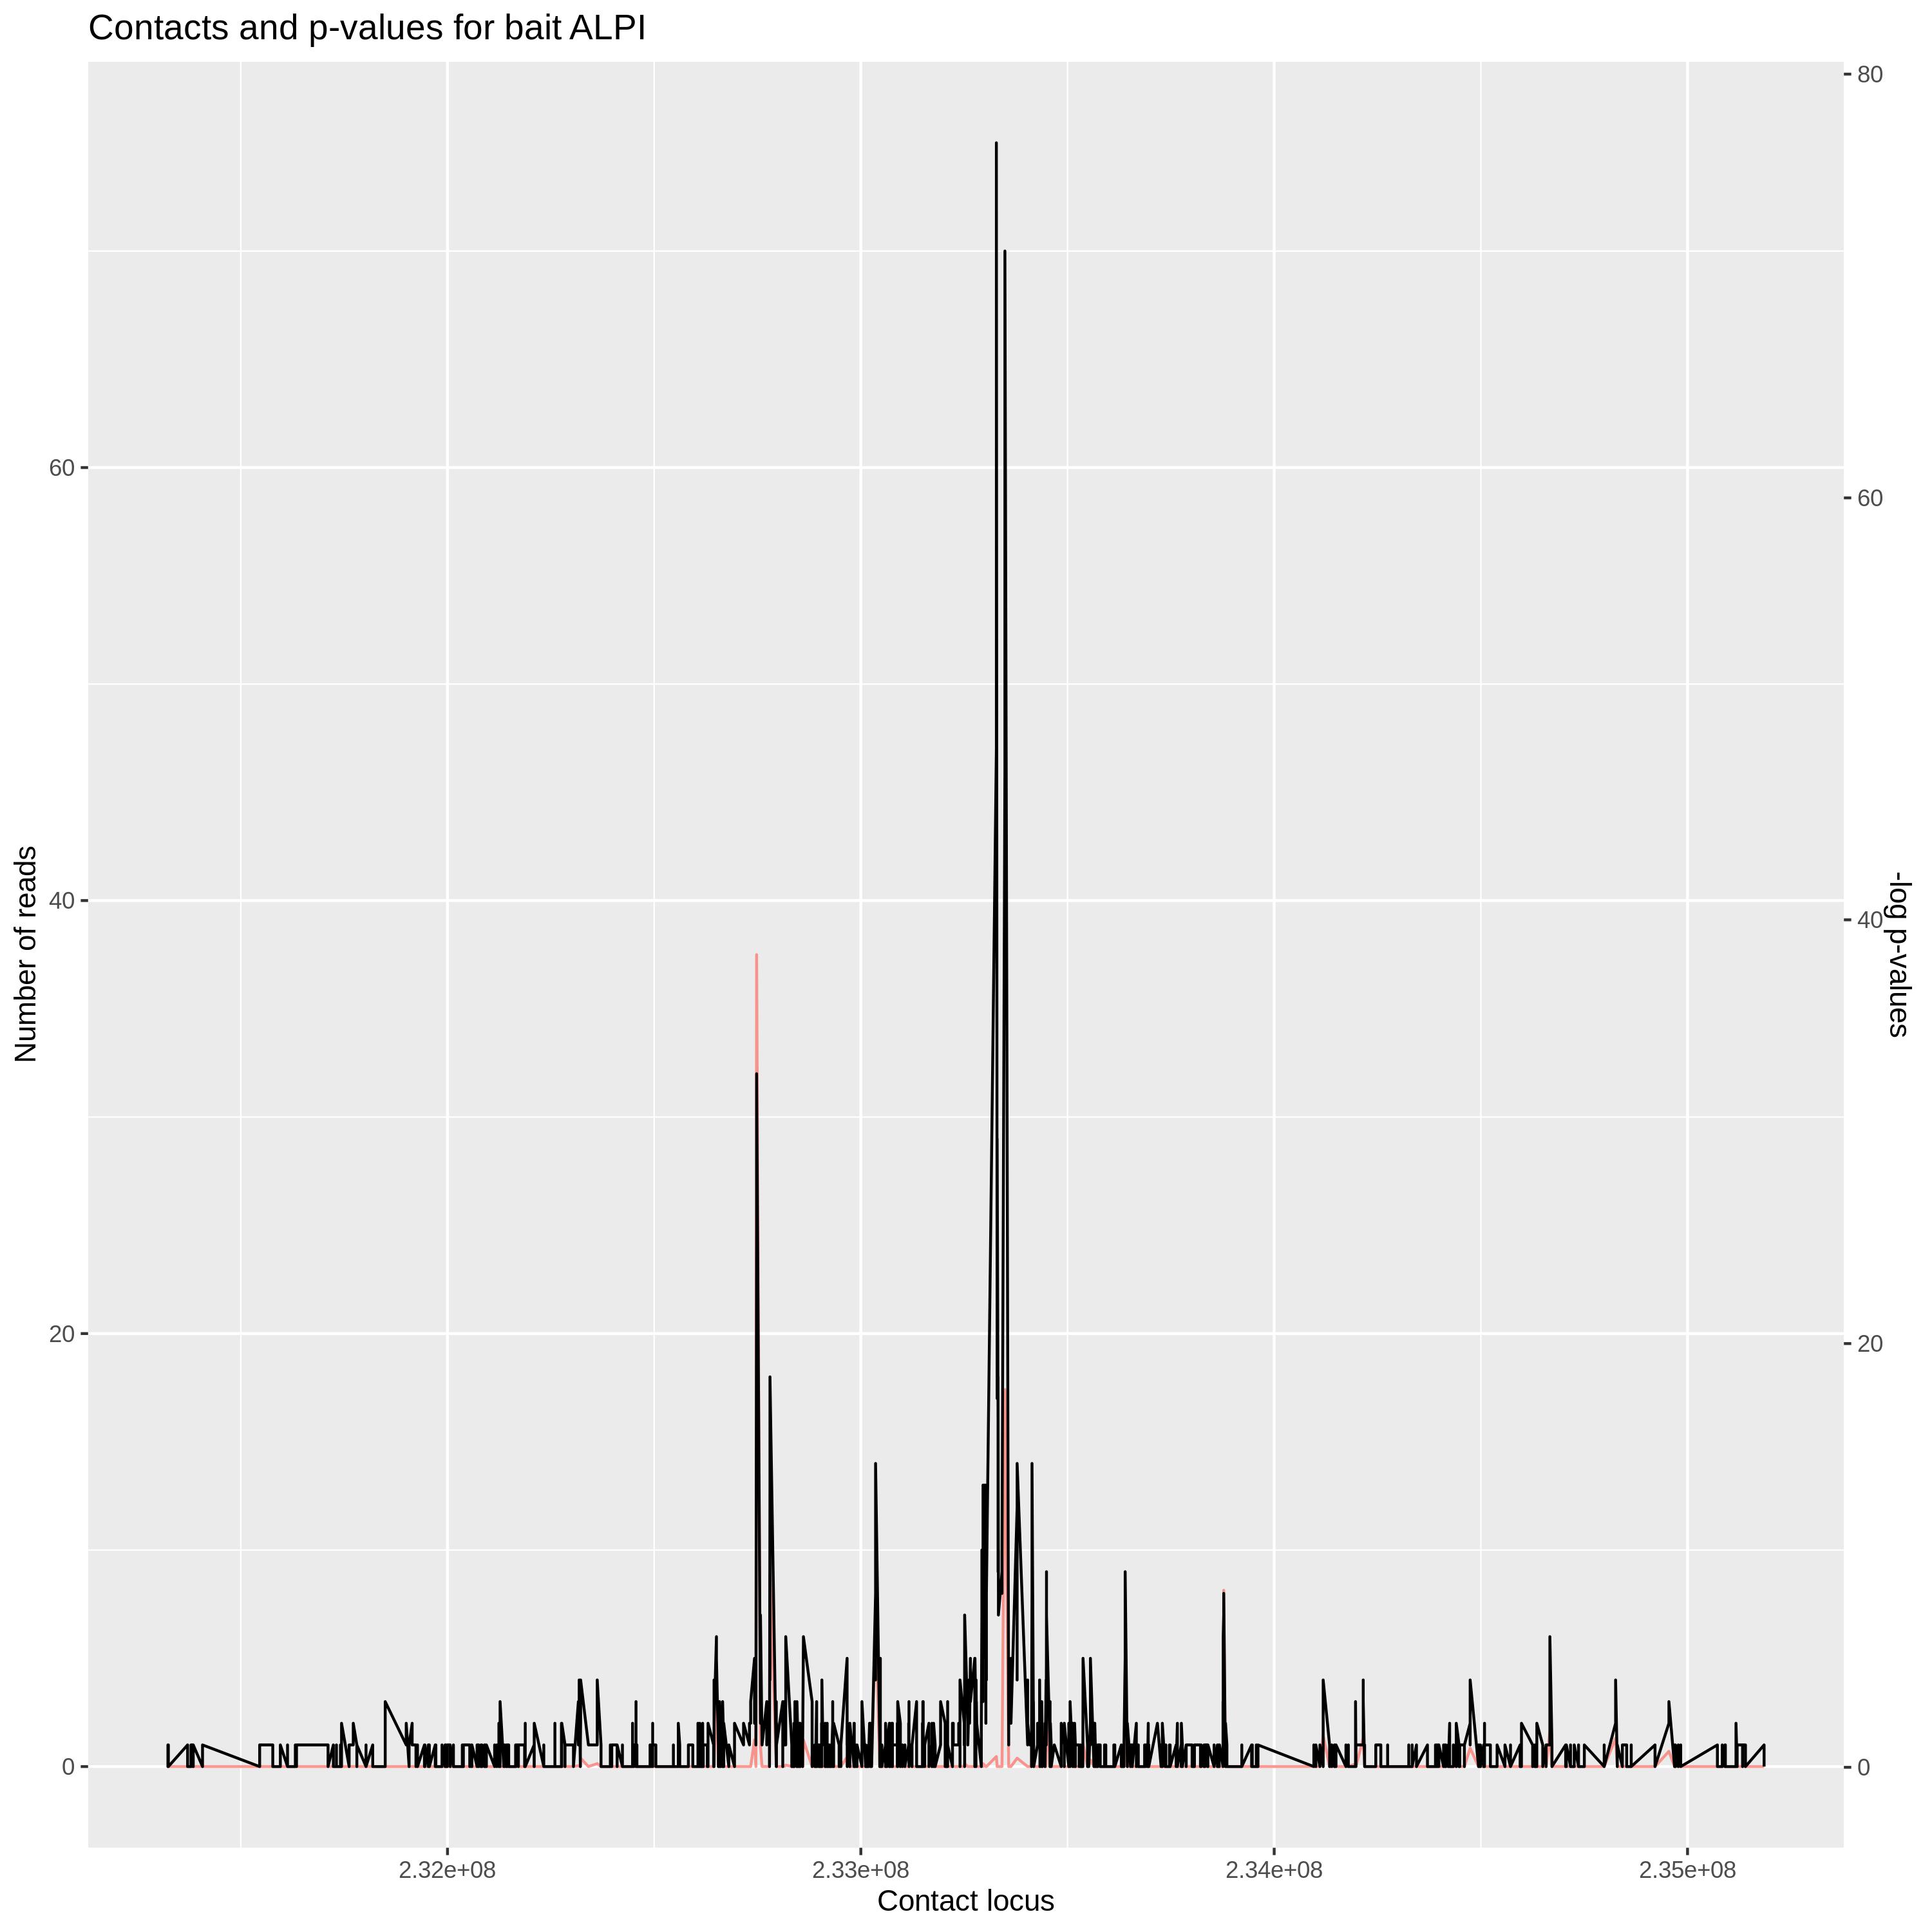 Contacts and p-values for bait ALPI
80
60
60
40
40
20
20
0
0
Number of reads
-log p-values
2.32e+08
2.33e+08
2.34e+08
2.35e+08
Contact locus